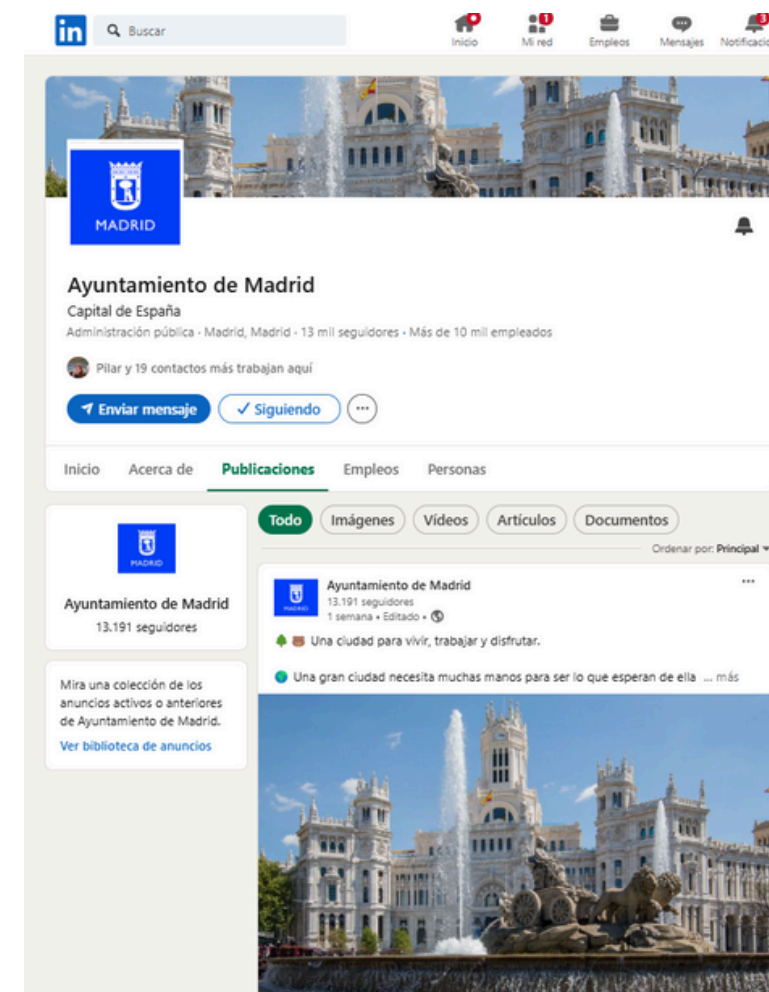 in
Buscar
Inicio
1
Mi red
Empleos
Mensajes
3
Notificacio
MADRID
Ayuntamiento de Madrid
Capital de España
Administración pública · Madrid, Madrid · 13 mil seguidores · Más de 10 mil empleados
Pilar y 19 contactos más trabajan aquí
Enviar mensaje
Siguiendo
Inicio
Acerca de
Publicaciones
Empleos
Personas
MADRID
Ayuntamiento de Madrid
13.191 seguidores
Mira una colección de los
anuncios activos o anteriores
de Ayuntamiento de Madrid.
Ver biblioteca de anuncios
Todo
Imágenes
Vídeos
Artículos
Documentos
Ordenar por: Principal
MADRID
Ayuntamiento de Madrid
13.191 seguidores
1 semana • Editado •
Una ciudad para vivir, trabajar y disfrutar.
Una gran ciudad necesita muchas manos para ser lo que esperan de ella ... más